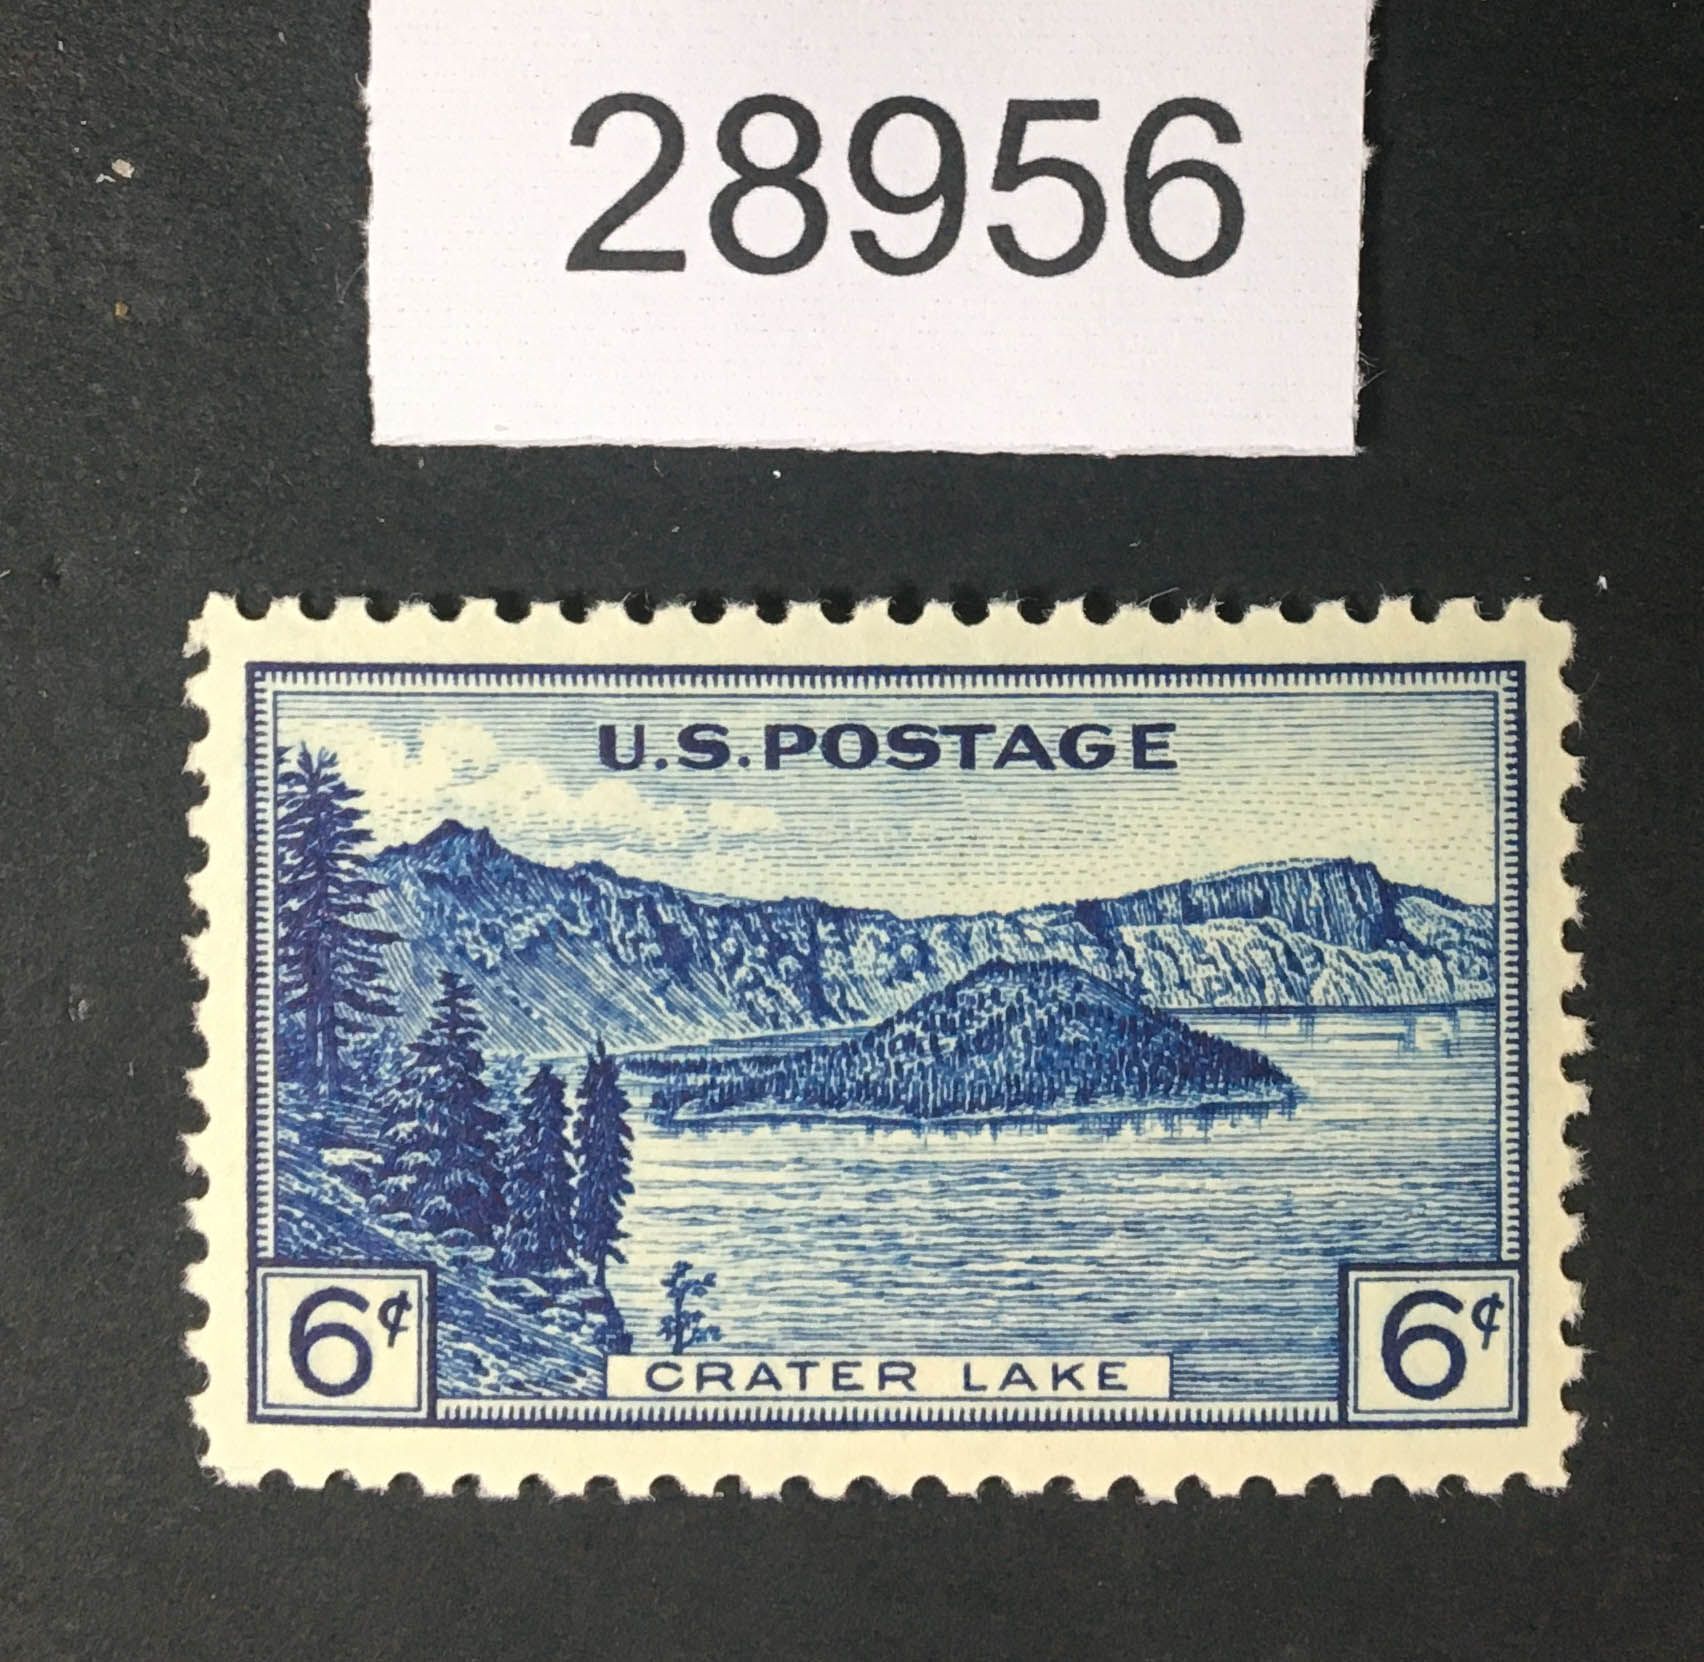 28956
U.S. POSTAGE
6¢
CRATER LAKE
6¢